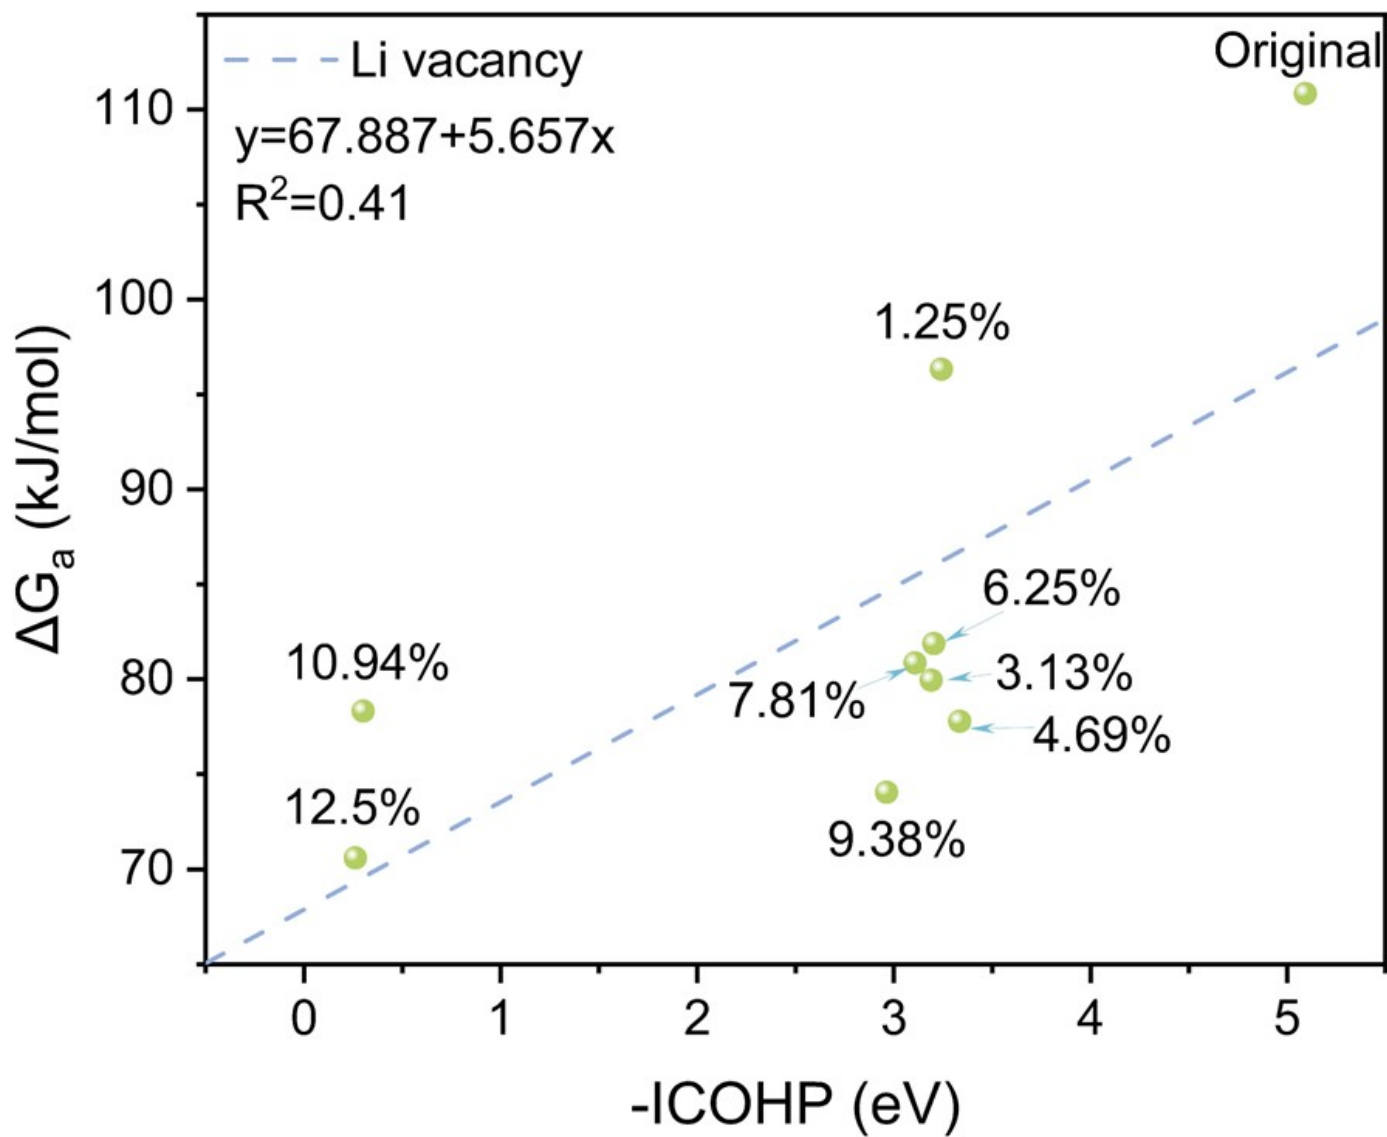 Li vacancy
y=67.887+5.657x
R²=0.41
Original
1.25%
6.25%
7.81%
3.13%
4.69%
9.38%
10.94%
12.5%
110
100
90
80
70
ΔGₐ (kJ/mol)
0 1 2 3 4 5
-ICOHP (eV)